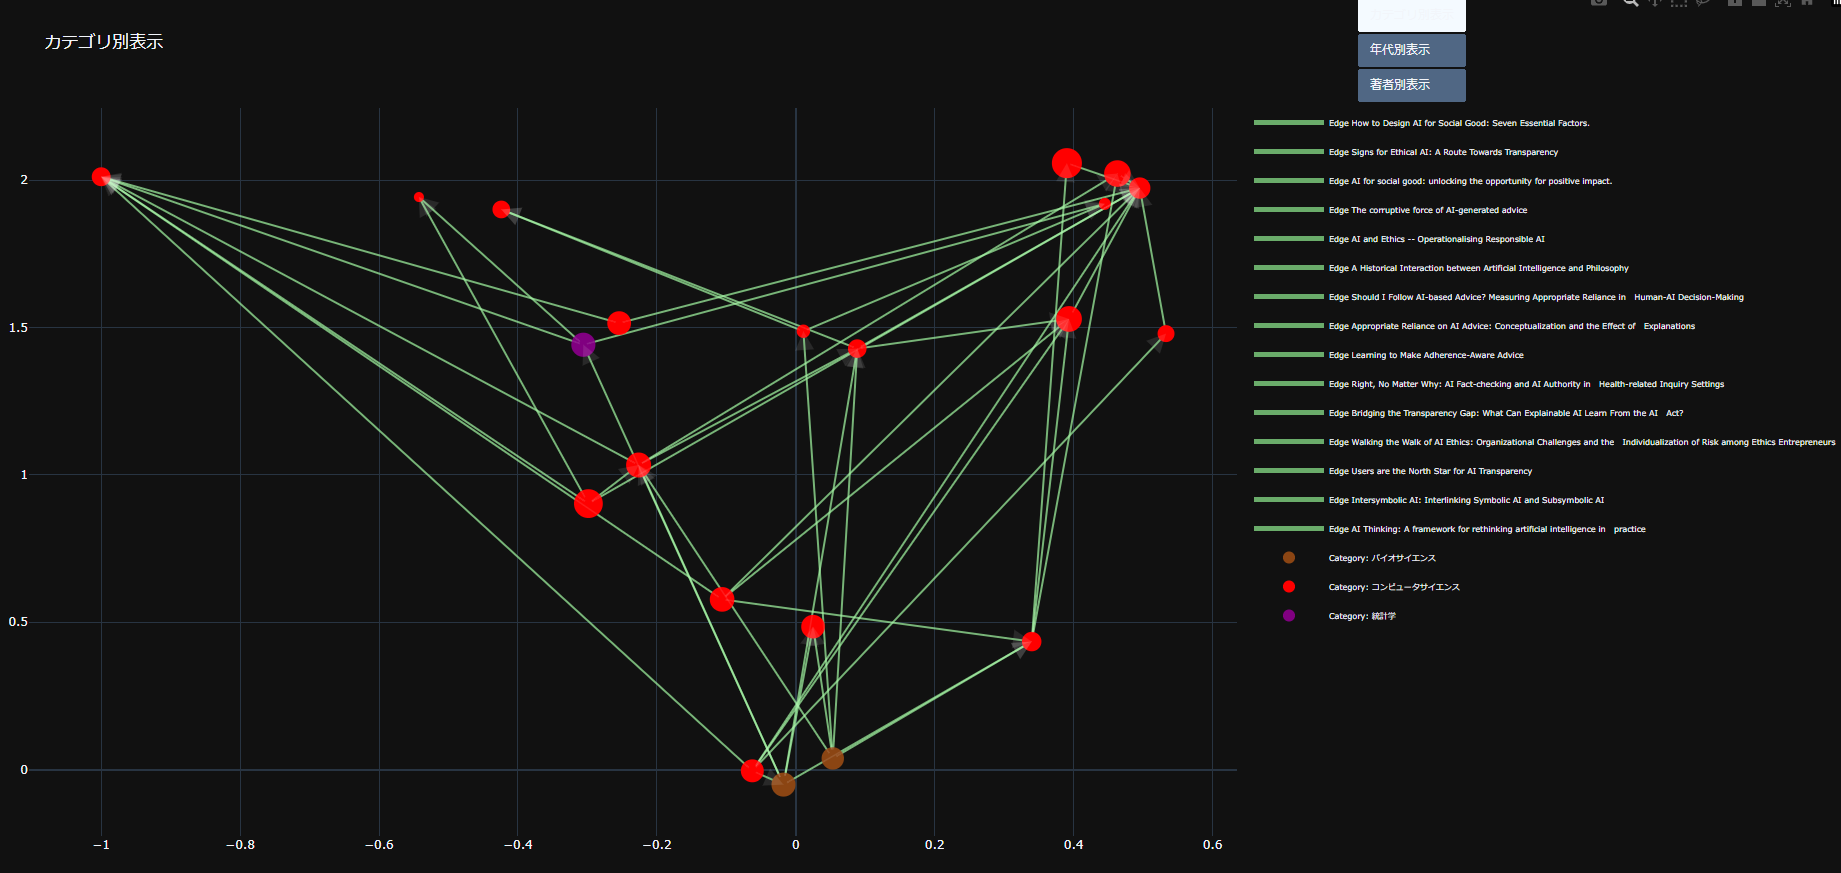 カテゴリ別表示
年代別表示
著者別表示
2
1.5
1
0.5
0
−1
−0.8
−0.6
−0.4
−0.2
0
0.2
0.4
0.6
Edge How to Design AI for Social Good: Seven Essential Factors.
Edge Signs for Ethical AI: A Route Towards Transparency
Edge AI for social good: unlocking the opportunity for positive impact.
Edge The corruptive force of AI-generated advice
Edge AI and Ethics -- Operationalising Responsible AI
Edge A Historical Interaction between Artificial Intelligence and Philosophy
Edge Should I Follow AI-based Advice? Measuring Appropriate Reliance in Human-AI Decision-Making
Edge Appropriate Reliance on AI Advice: Conceptualization and the Effect of Explanations
Edge Learning to Make Adherence-Aware Advice
Edge Right, No Matter Why: AI Fact-checking and AI Authority in Health-related Inquiry Settings
Edge Bridging the Transparency Gap: What Can Explainable AI Learn From the AI Act?
Edge Walking the Walk of AI Ethics: Organizational Challenges and the Individualization of Risk among Ethics Entrepreneurs
Edge Users are the North Star for AI Transparency
Edge Intersymbolic AI: Interlinking Symbolic AI and Subsymbolic AI
Edge AI Thinking: A framework for rethinking artificial intelligence in practice
Category: バイオサイエンス
Category: コンピュータサイエンス
Category: 統計学